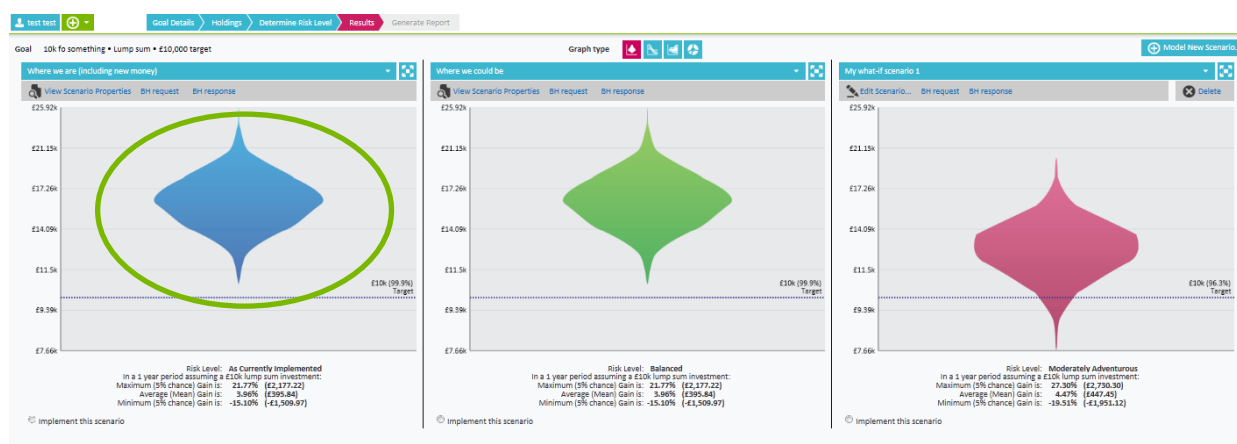 test test
Goal Details Holdings Determine Risk Level Results Generate Report
Goal 10k fo something • Lump sum • £10,000 target
Graph type
Model New Scenario...
Where we are (including new money)
View Scenario Properties BH request BH response
£25.92k
£21.15k
£17.26k
£14.09k
£11.5k
£10k (99.9%)
Target
£9.39k
£7.66k
Risk Level: As Currently Implemented
In a 1 year period assuming a £10k lump sum investment:
Maximum (5% chance) Gain is: 21.77% (£2,177.22)
Average (Mean) Gain is: 3.96% (£395.84)
Minimum (5% chance) Gain is: -15.10% (-£1,509.97)
Implement this scenario
Where we could be
View Scenario Properties BH request BH response
£25.92k
£21.15k
£17.26k
£14.09k
£11.5k
£10k (99.9%)
Target
£9.39k
£7.66k
Risk Level: Balanced
In a 1 year period assuming a £10k lump sum investment:
Maximum (5% chance) Gain is: 21.77% (£2,177.22)
Average (Mean) Gain is: 3.96% (£395.84)
Minimum (5% chance) Gain is: -15.10% (-£1,509.97)
Implement this scenario
My what-if scenario 1
Edit Scenario... BH request BH response Delete
£25.92k
£21.15k
£17.26k
£14.09k
£11.5k
£10k (96.3%)
Target
£9.39k
£7.66k
Risk Level: Moderately Adventurous
In a 1 year period assuming a £10k lump sum investment:
Maximum (5% chance) Gain is: 27.30% (£2,730.30)
Average (Mean) Gain is: 4.47% (£447.45)
Minimum (5% chance) Gain is: -19.51% (-£1,951.12)
Implement this scenario